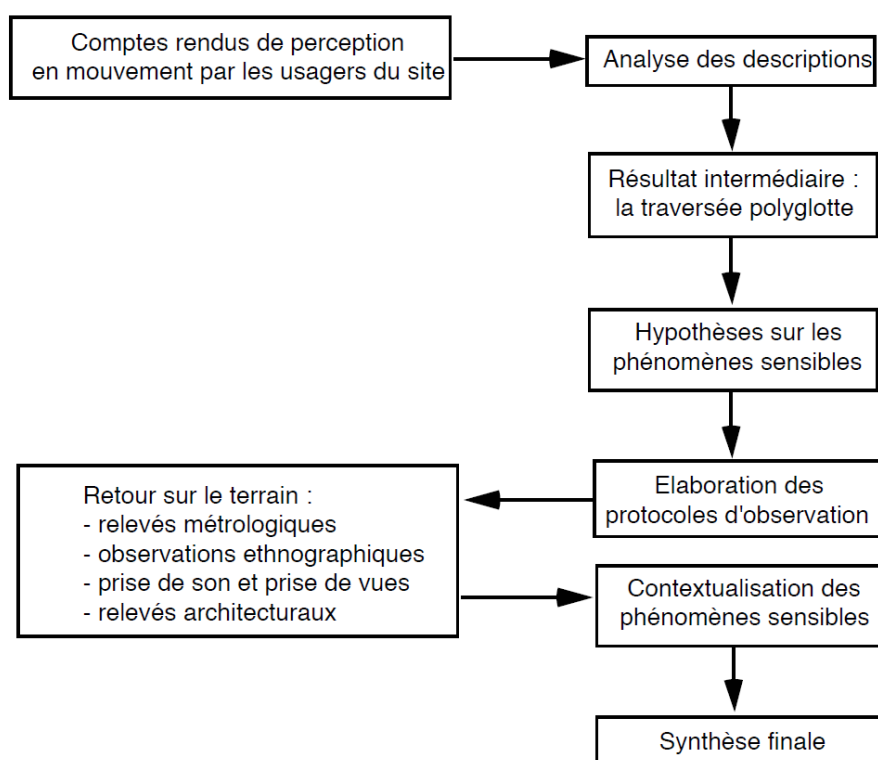 Comptes rendus de perception
en mouvement par les usagers du site
Analyse des descriptions
Résultat intermédiaire :
la traversée polyglotte
Hypothèses sur les
phénomènes sensibles
Elaboration des
protocoles d'observation
Retour sur le terrain :
- relevés métrologiques
- observations ethnographiques
- prise de son et prise de vues
- relevés architecturaux
Contextualisation des
phénomènes sensibles
Synthèse finale